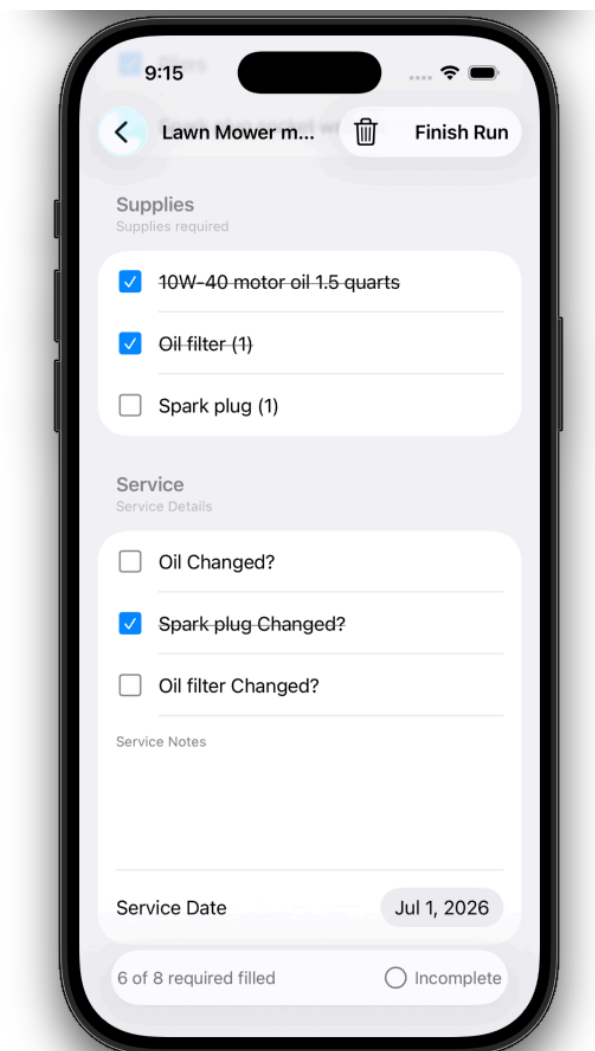 9:15
Lawn Mower m...
Finish Run
Supplies
Supplies required
10W-40 motor oil 1.5 quarts
Oil filter (1)
Spark plug (1)
Service
Service Details
Oil Changed?
Spark plug Changed?
Oil filter Changed?
Service Notes
Service Date
Jul 1, 2026
6 of 8 required filled
Incomplete